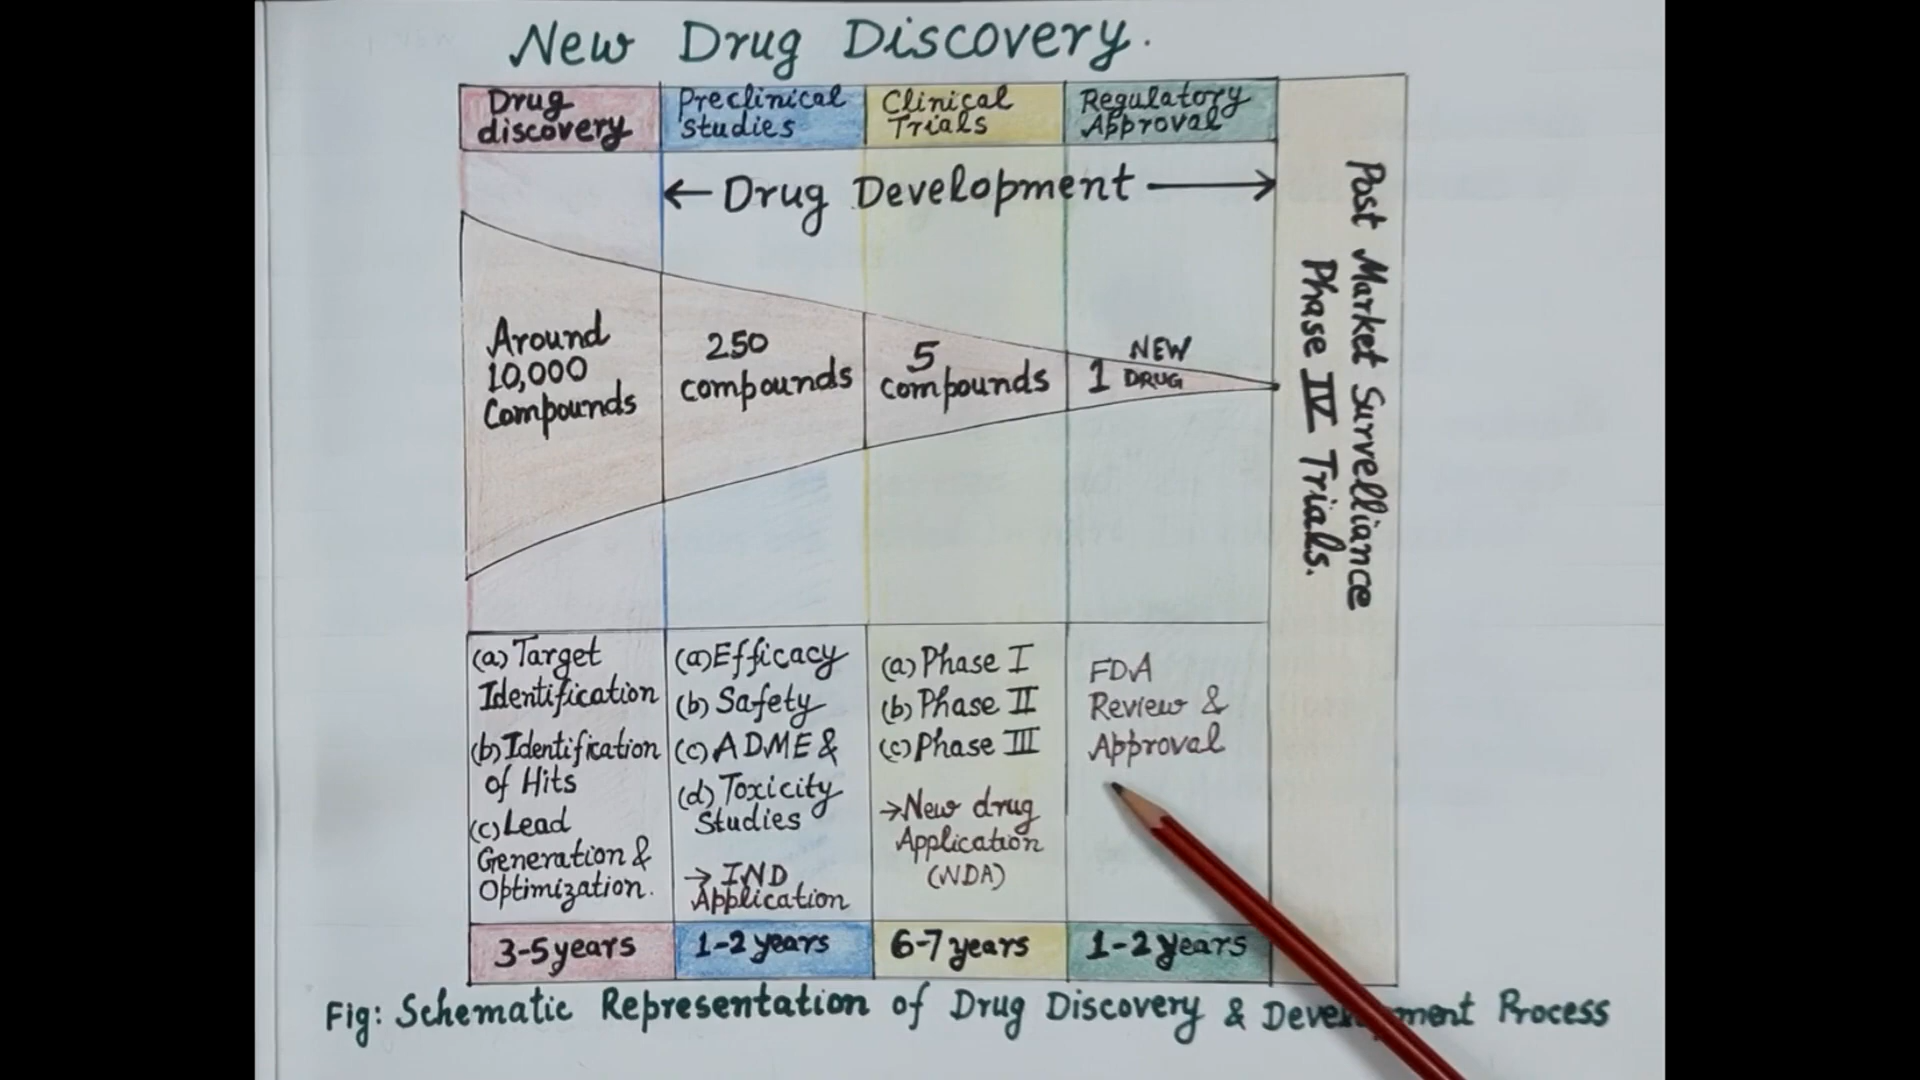 New Drug Discovery.
Drug
discovery
Preclinical
Studies
Clinical
Trials
Regulatory
Approval
← Drug Development →
Around
10,000
Compounds
250
compounds
5
compounds
1 NEW
DRUG
Post Market Survelliance
Phase IV Trials.
(a) Target
Identification
(b) Identification
of Hits
(c) Lead
Generation &
Optimization.
(a) Efficacy
(b) Safety
(c) ADME &
(d) Toxicity
Studies
→ IND
Application
(a) Phase I
(b) Phase II
(c) Phase III
→ New drug
Application
(NDA)
FDA
Review &
Approval
3-5 years
1-2 years
6-7 years
1-2 years
Fig: Schematic Representation of Drug Discovery & Development Process